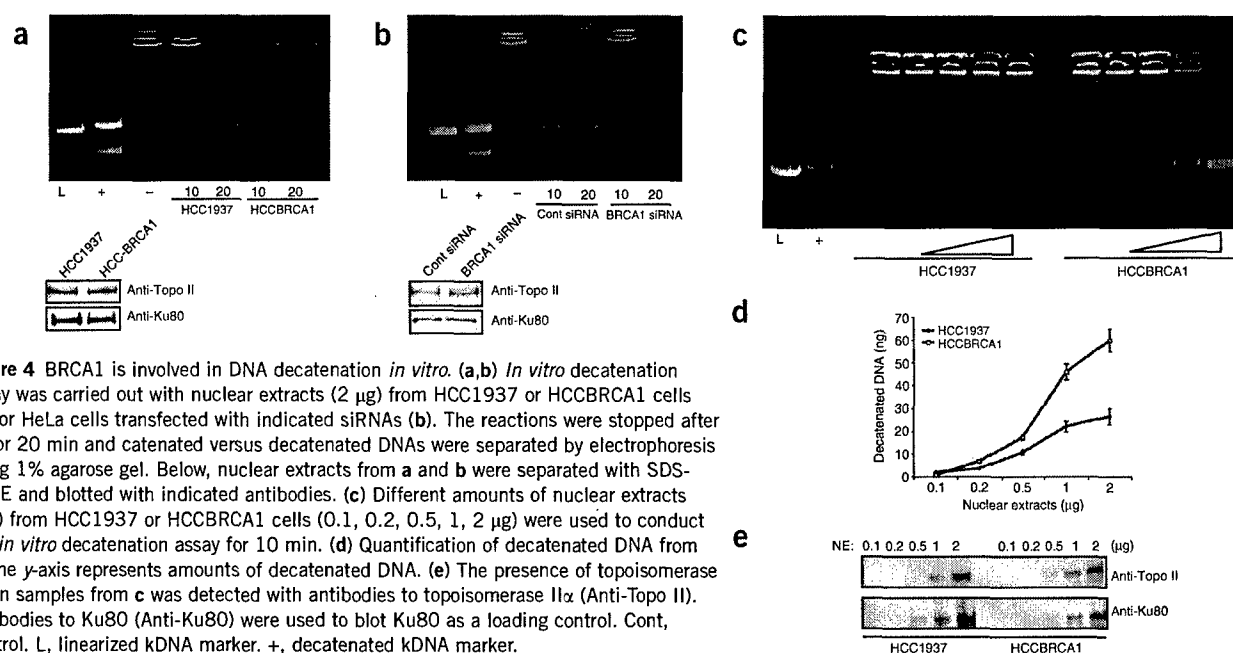 a
b
c
L + – 10 20 10 20
HCC1937 HCCBRCA1
HCC1937
HCC-BRCA1
Anti-Topo II
Anti-Ku80
L + – 10 20 10 20
Cont siRNA BRCA1 siRNA
Cont siRNA
BRCA1 siRNA
Anti-Topo II
Anti-Ku80
L +
HCC1937 HCCBRCA1
d
HCC1937
HCCBRCA1
Decatenated DNA (ng)
70
60
50
40
30
20
10
0
0.1 0.2 0.5 1 2
Nuclear extracts (µg)
e
NE: 0.1 0.2 0.5 1 2 0.1 0.2 0.5 1 2 (µg)
Anti-Topo II
Anti-Ku80
HCC1937 HCCBRCA1
re 4 BRCA1 is involved in DNA decatenation in vitro. (a,b) In vitro decatenation
ay was carried out with nuclear extracts (2 µg) from HCC1937 or HCCBRCA1 cells
or HeLa cells transfected with indicated siRNAs (b). The reactions were stopped after
or 20 min and catenated versus decatenated DNAs were separated by electrophoresis
g 1% agarose gel. Below, nuclear extracts from a and b were separated with SDS-
E and blotted with indicated antibodies. (c) Different amounts of nuclear extracts
) from HCC1937 or HCCBRCA1 cells (0.1, 0.2, 0.5, 1, 2 µg) were used to conduct
in vitro decatenation assay for 10 min. (d) Quantification of decatenated DNA from
he y-axis represents amounts of decatenated DNA. (e) The presence of topoisomerase
n samples from c was detected with antibodies to topoisomerase IIα (Anti-Topo II).
bodies to Ku80 (Anti-Ku80) were used to blot Ku80 as a loading control. Cont,
trol. L, linearized kDNA marker. +, decatenated kDNA marker.